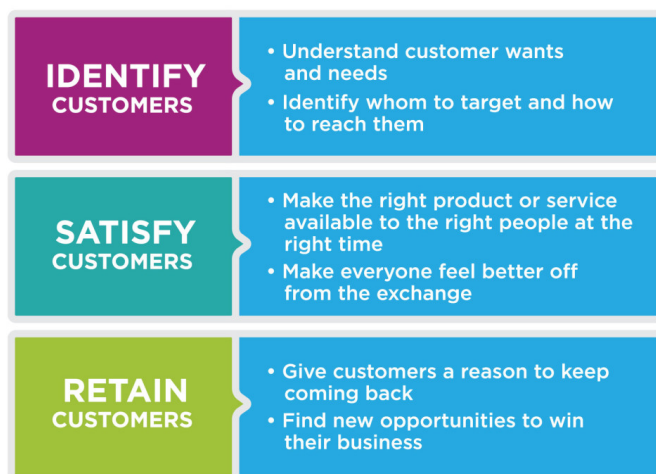 IDENTIFY
CUSTOMERS
• Understand customer wants
and needs
• Identify whom to target and how
to reach them
SATISFY
CUSTOMERS
• Make the right product or service
available to the right people at the
right time
• Make everyone feel better off
from the exchange
RETAIN
CUSTOMERS
• Give customers a reason to keep
coming back
• Find new opportunities to win
their business